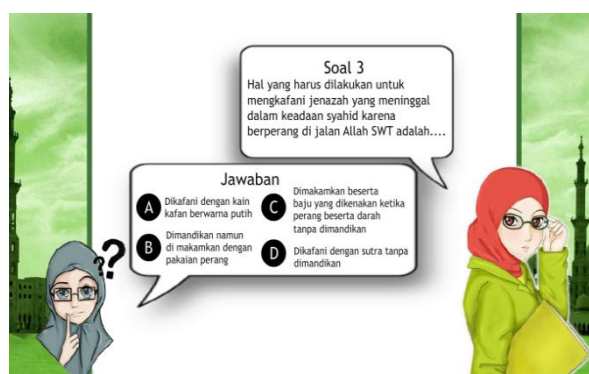 Soal 3
Hal yang harus dilakukan untuk
mengkafani jenazah yang meninggal
dalam keadaan syahid karena
berperang di jalan Allah SWT adalah....
Jawaban
A Dikafani dengan kain
kafan berwarna putih
B Dimandikan namun
di makamkan dengan
pakaian perang
C Dimakamkan beserta
baju yang dikenakan ketika
perang beserta darah
tanpa dimandikan
D Dikafani dengan sutra tanpa
dimandikan
??